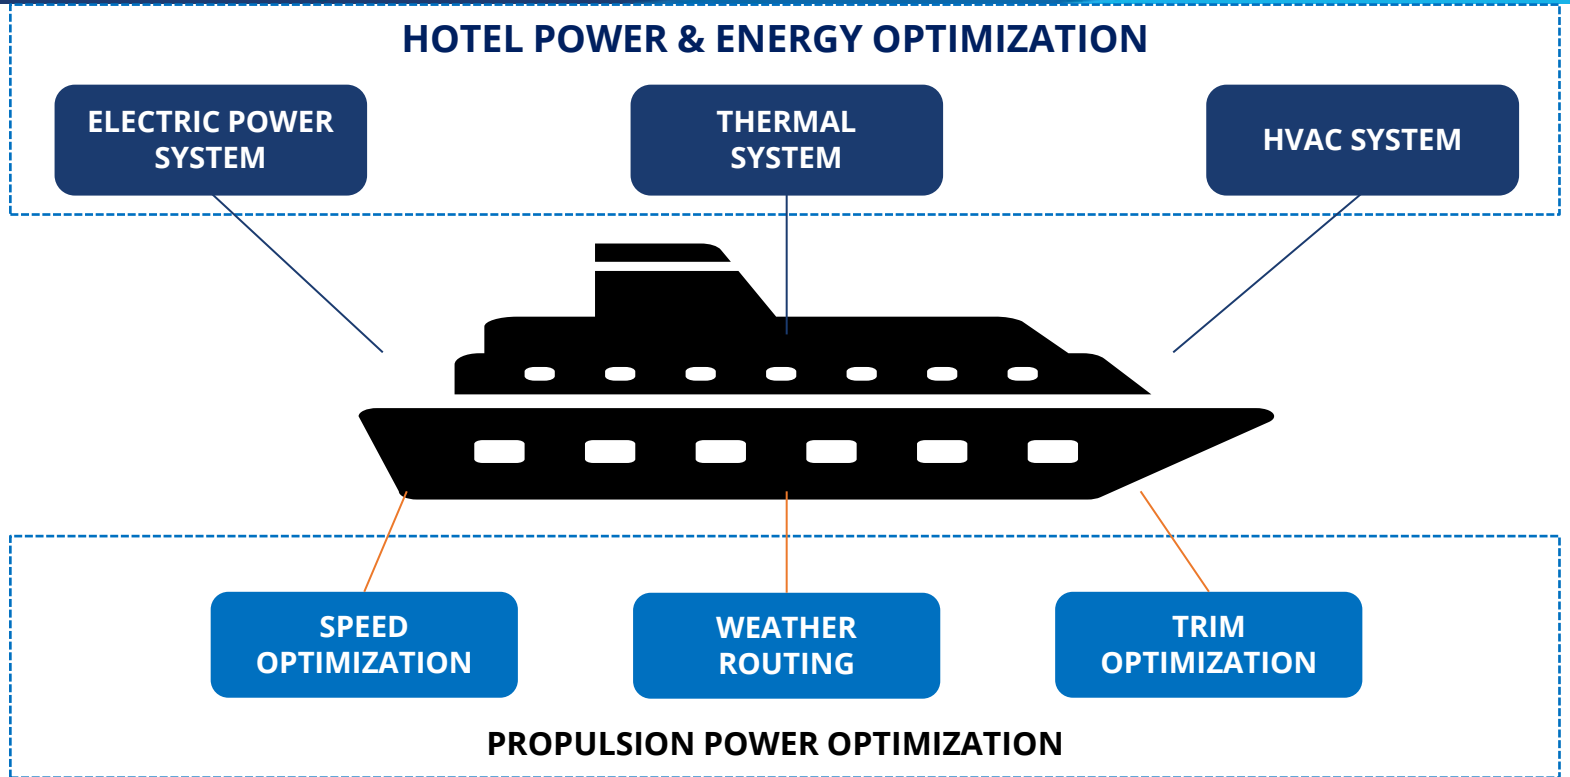 HOTEL POWER & ENERGY OPTIMIZATION
ELECTRIC POWER
SYSTEM
THERMAL
SYSTEM
HVAC SYSTEM
SPEED
OPTIMIZATION
WEATHER
ROUTING
TRIM
OPTIMIZATION
PROPULSION POWER OPTIMIZATION